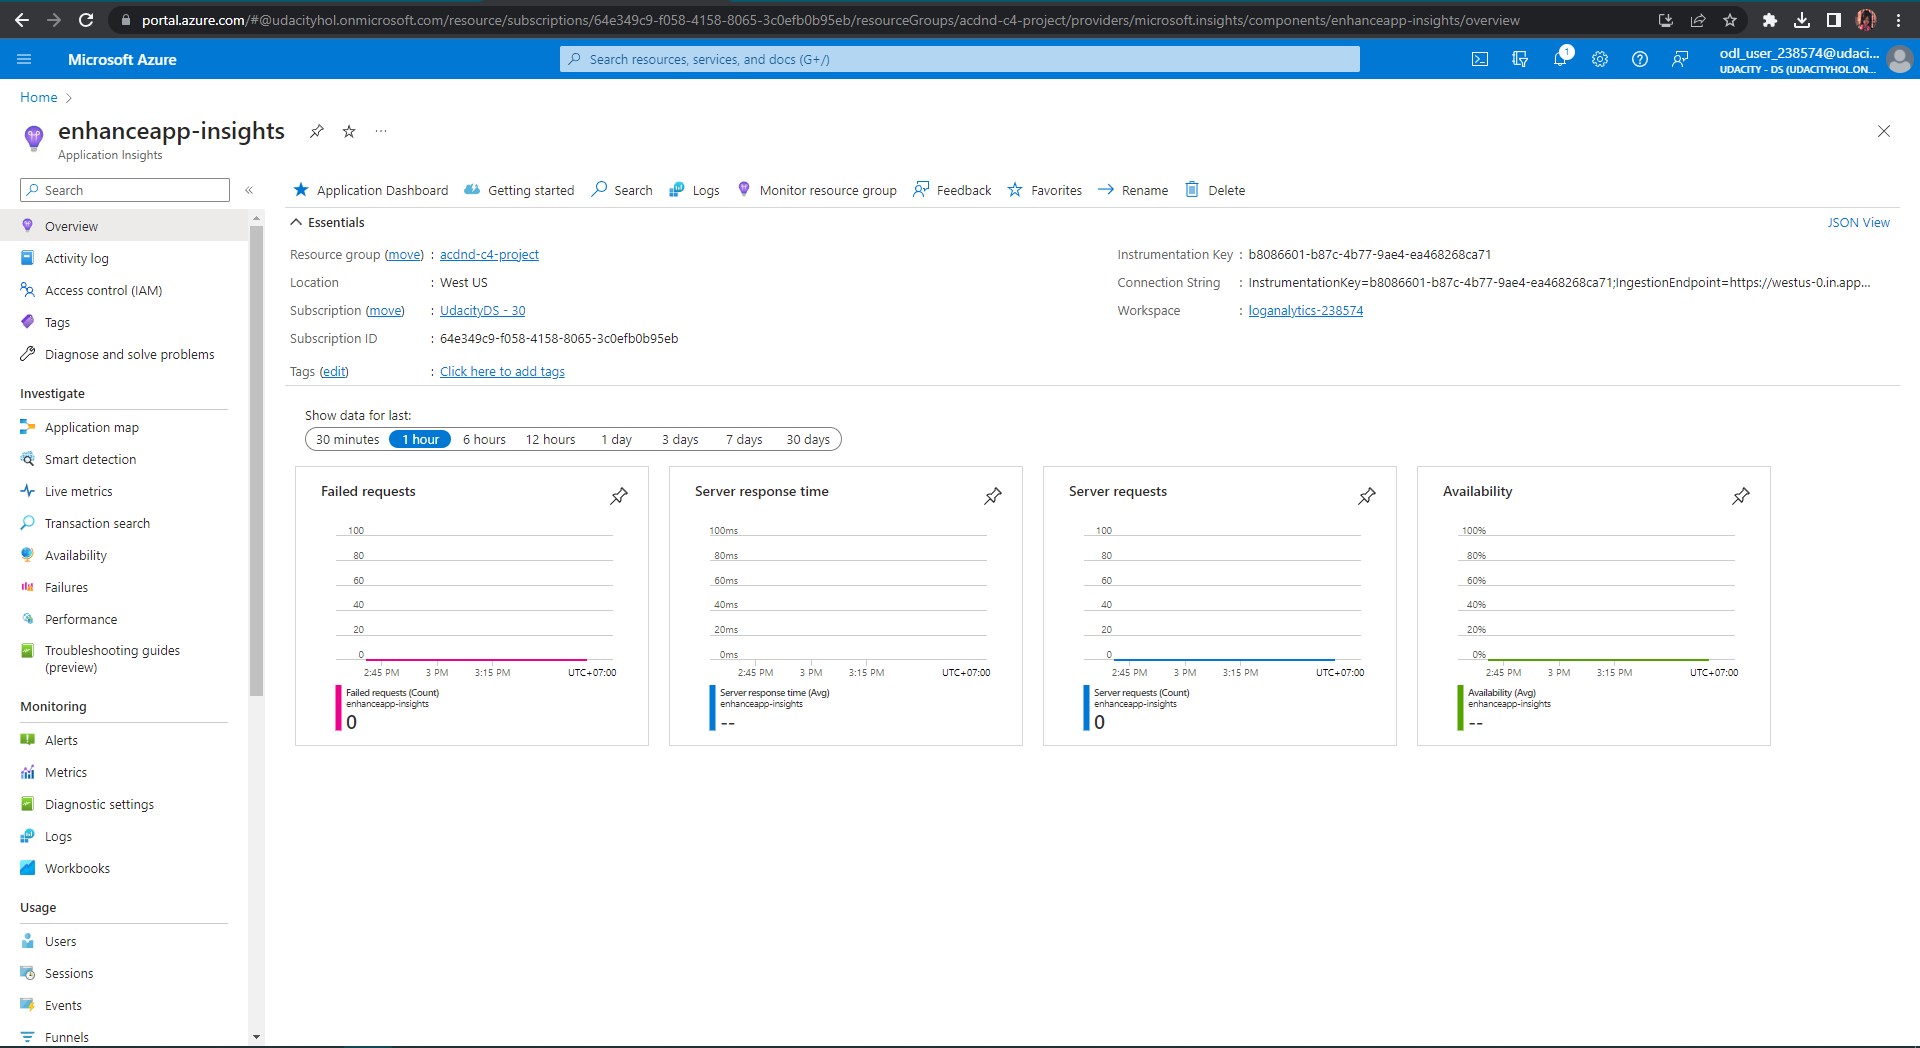 portal.azure.com/#@udacityhol.onmicrosoft.com/resource/subscriptions/64e349c9-f058-4158-8065-3c0efb0b95eb/resourceGroups/acdnd-c4-project/providers/microsoft.insights/components/enhanceapp-insights/overview
Microsoft Azure
Search resources, services, and docs (G+/)
1
odl_user_238574@udaci...
UDACITY - DS (UDACITYHOL.ON...
Home
enhanceapp-insights
Application Insights
Search
Overview
Activity log
Access control (IAM)
Tags
Diagnose and solve problems
Investigate
Application map
Smart detection
Live metrics
Transaction search
Availability
Failures
Performance
Troubleshooting guides
(preview)
Monitoring
Alerts
Metrics
Diagnostic settings
Logs
Workbooks
Usage
Users
Sessions
Events
Funnels
Application Dashboard Getting started Search Logs Monitor resource group Feedback Favorites Rename Delete
Essentials
JSON View
Resource group (move) : acdnd-c4-project
Location : West US
Subscription (move) : UdacityDS - 30
Subscription ID : 64e349c9-f058-4158-8065-3c0efb0b95eb
Tags (edit) : Click here to add tags
Instrumentation Key : b8086601-b87c-4b77-9ae4-ea468268ca71
Connection String : InstrumentationKey=b8086601-b87c-4b77-9ae4-ea468268ca71;IngestionEndpoint=https://westus-0.in.app...
Workspace : loganalytics-238574
Show data for last:
30 minutes 1 hour 6 hours 12 hours 1 day 3 days 7 days 30 days
Failed requests
100
80
60
40
20
0
2:45 PM 3 PM 3:15 PM UTC+07:00
Failed requests (Count)
enhanceapp-insights
0
Server response time
100ms
80ms
60ms
40ms
20ms
0ms
2:45 PM 3 PM 3:15 PM UTC+07:00
Server response time (Avg)
enhanceapp-insights
--
Server requests
100
80
60
40
20
0
2:45 PM 3 PM 3:15 PM UTC+07:00
Server requests (Count)
enhanceapp-insights
0
Availability
100%
80%
60%
40%
20%
0%
2:45 PM 3 PM 3:15 PM UTC+07:00
Availability (Avg)
enhanceapp-insights
--